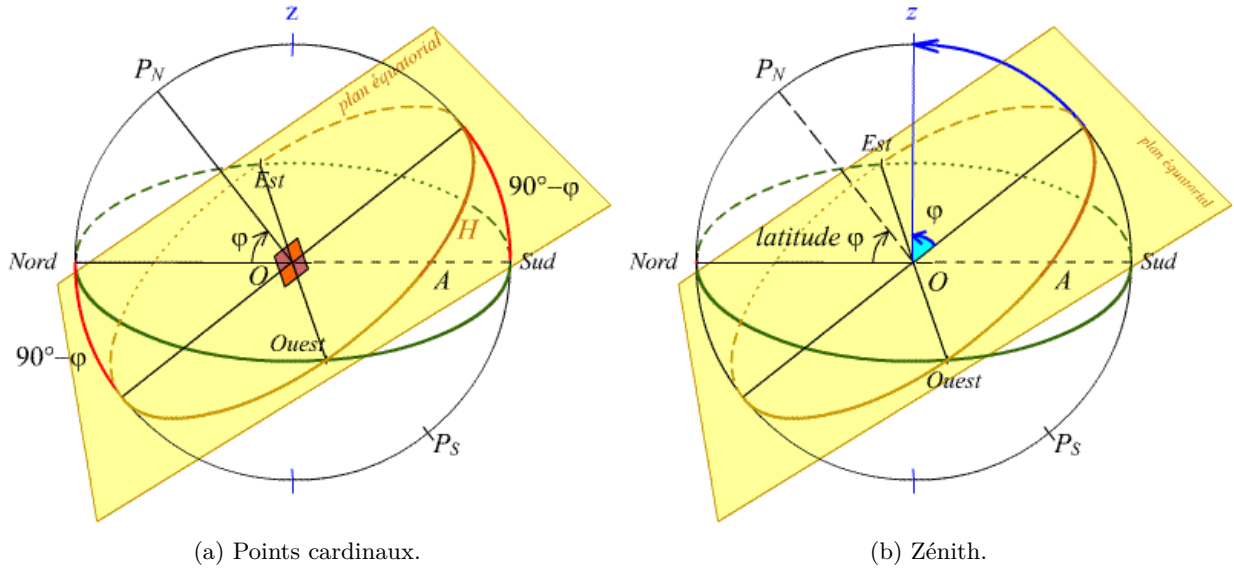 z
P_N
plan équatorial
Est
90°–φ
φ
H
Nord
O
A
Sud
Ouest
90°–φ
P_S
(a) Points cardinaux.
z
P_N
Est
plan équatorial
φ
latitude φ
Nord
O
A
Sud
Ouest
P_S
(b) Zénith.